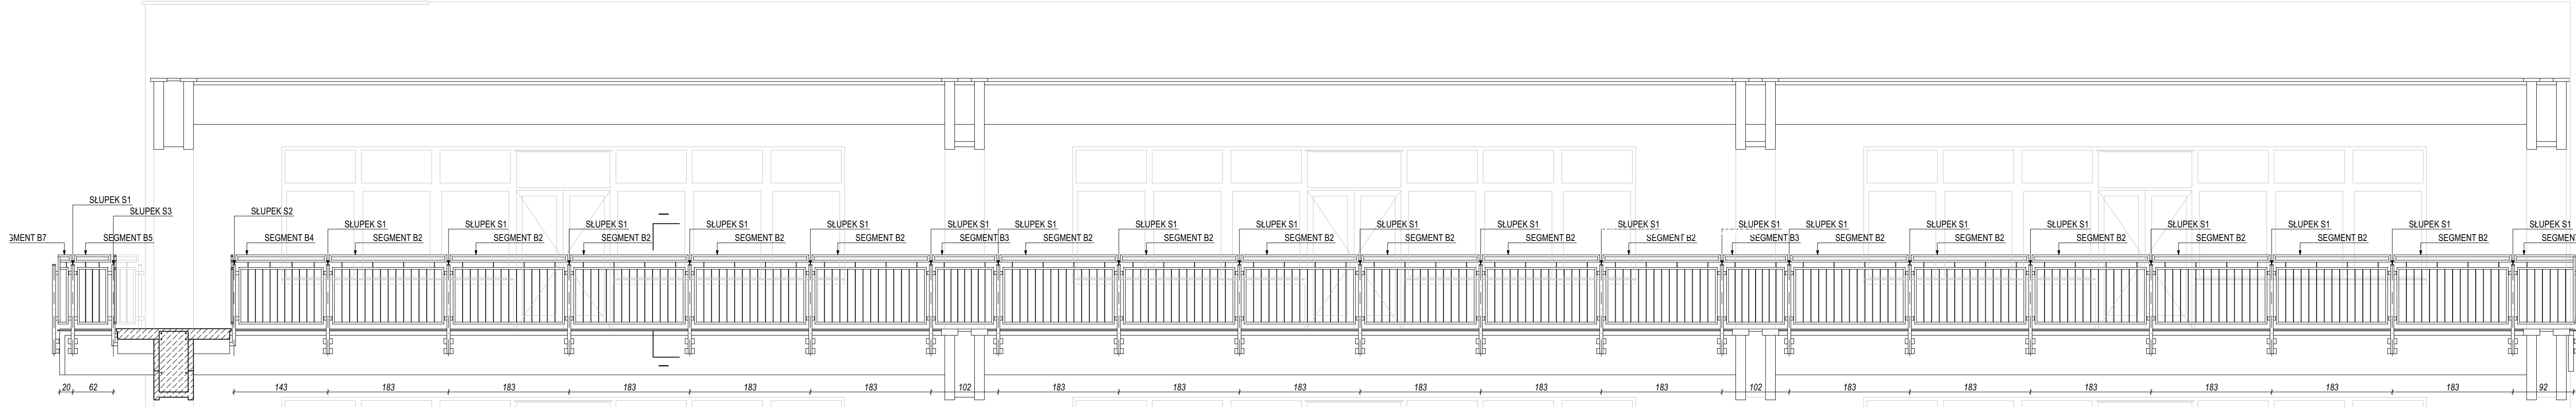 SŁUPEK S1
SŁUPEK S3 SŁUPEK S2
SŁUPEK S1 SŁUPEK S1 SŁUPEK S1 SŁUPEK S1 SŁUPEK S1 SŁUPEK S1 SŁUPEK S1 SŁUPEK S1 SŁUPEK S1 SŁUPEK S1 SŁUPEK S1 SŁUPEK S1 SŁUPEK S1 SŁUPEK S1 SŁUPEK S1 SŁUPEK S1 SŁUPEK S1 SŁUPEK S1 SŁUPEK S1 SŁUPEK S1
GMENT B7 SEGMENT B5 SEGMENT B4 SEGMENT B2 SEGMENT B2 SEGMENT B2 SEGMENT B2 SEGMENT B2 SEGMENT B3 SEGMENT B2 SEGMENT B2 SEGMENT B2 SEGMENT B2 SEGMENT B2 SEGMENT B2 SEGMENT B3 SEGMENT B2 SEGMENT B2 SEGMENT B2 SEGMENT B2 SEGMENT B2 SEGMENT B2 SEGMEN
20 62 143 183 183 183 183 183 102 183 183 183 183 183 183 102 183 183 183 183 183 183 92